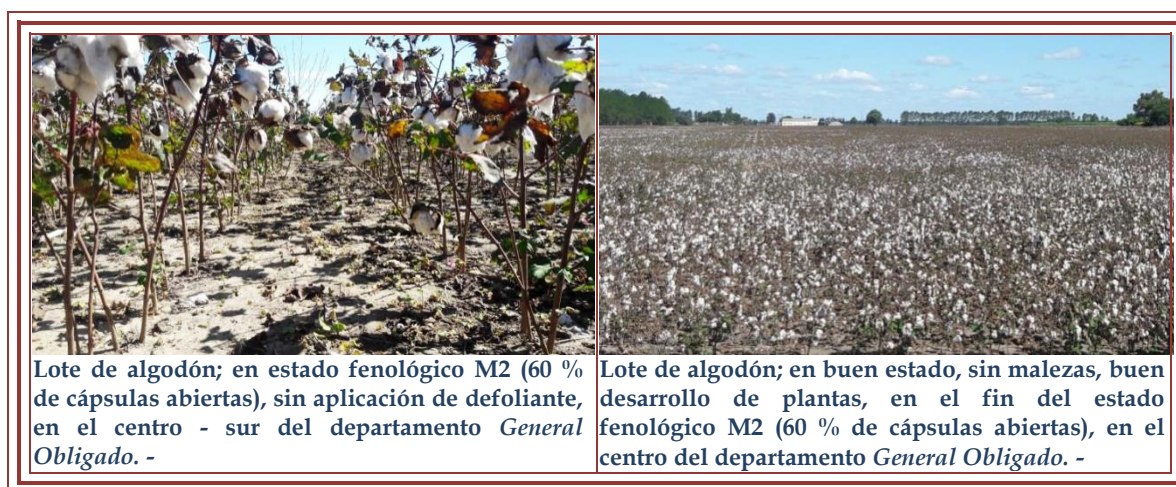 Lote de algodón; en estado fenológico M2 (60 %
de cápsulas abiertas), sin aplicación de defoliante,
en el centro - sur del departamento General
Obligado. -
Lote de algodón; en buen estado, sin malezas, buen
desarrollo de plantas, en el fin del estado
fenológico M2 (60 % de cápsulas abiertas), en el
centro del departamento General Obligado. -